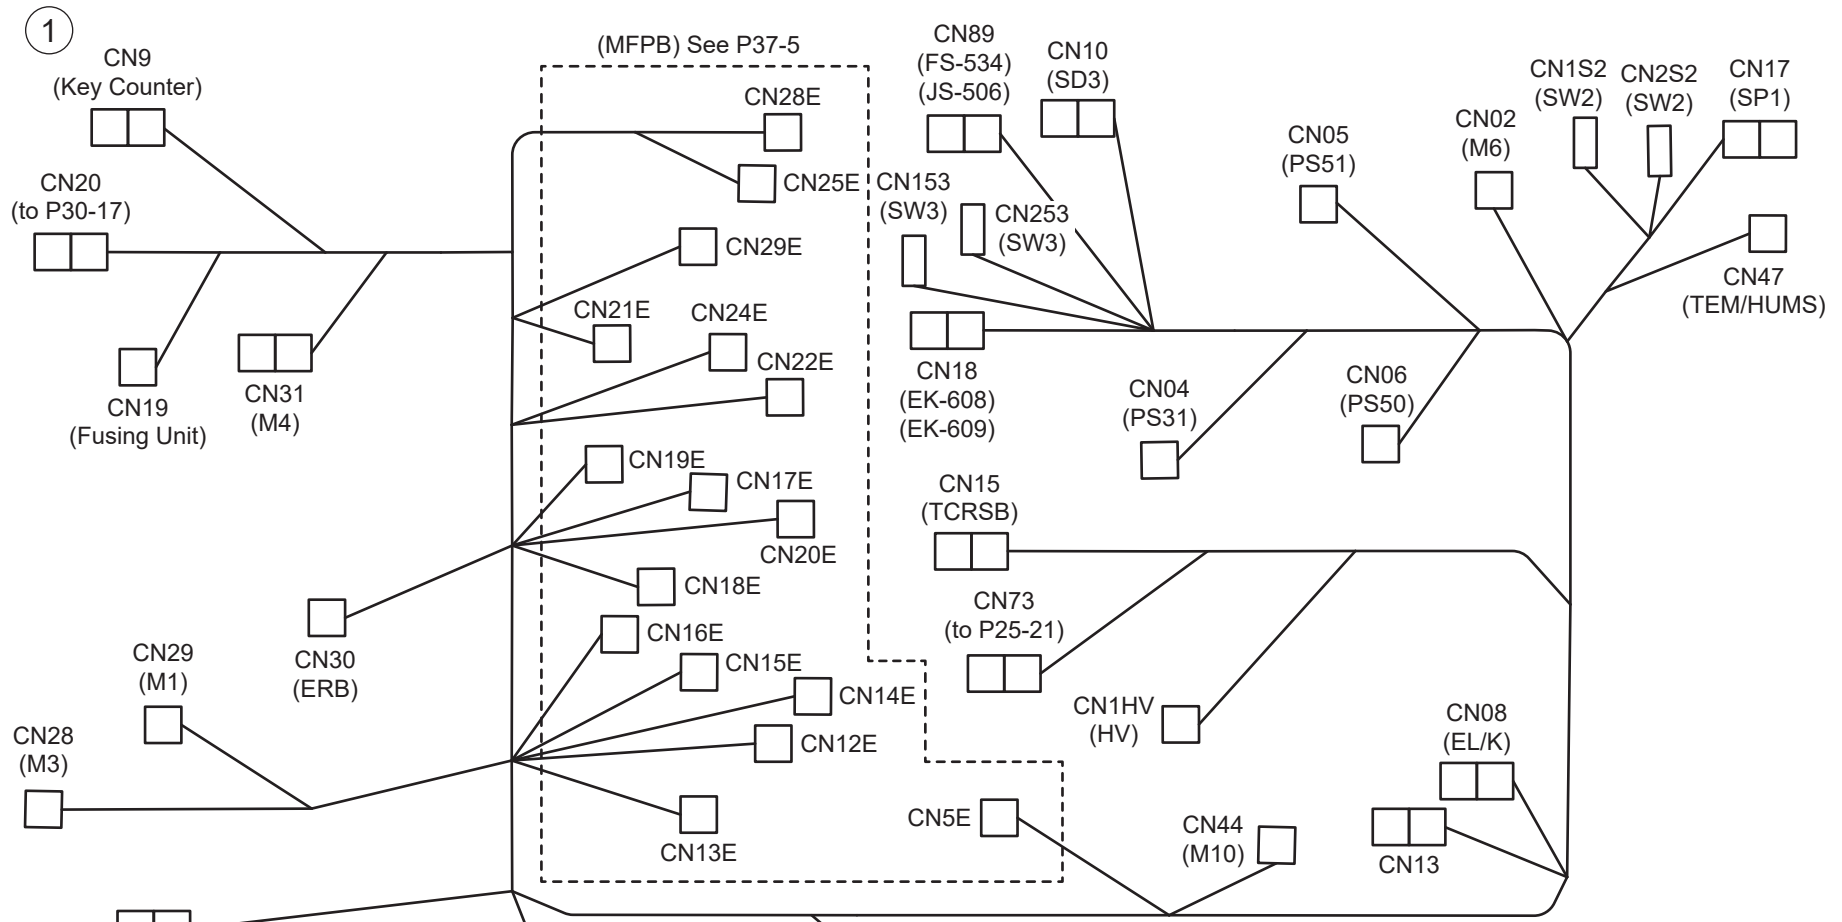 1
CN9
(Key Counter)
CN20
(to P30-17)
CN19
(Fusing Unit)
CN31
(M4)
(MFPB) See P37-5
CN28E
CN25E
CN29E
CN21E
CN24E
CN22E
CN19E
CN17E
CN20E
CN18E
CN30
(ERB)
CN16E
CN15E
CN14E
CN12E
CN13E
CN29
(M1)
CN28
(M3)
CN5E
CN89
(FS-534)
(JS-506)
CN10
(SD3)
CN153
(SW3)
CN253
(SW3)
CN18
(EK-608)
(EK-609)
CN05
(PS51)
CN02
(M6)
CN1S2
(SW2)
CN2S2
(SW2)
CN17
(SP1)
CN47
(TEM/HUMS)
CN04
(PS31)
CN06
(PS50)
CN15
(TCRSB)
CN73
(to P25-21)
CN1HV
(HV)
CN08
(EL/K)
CN44
(M10)
CN13